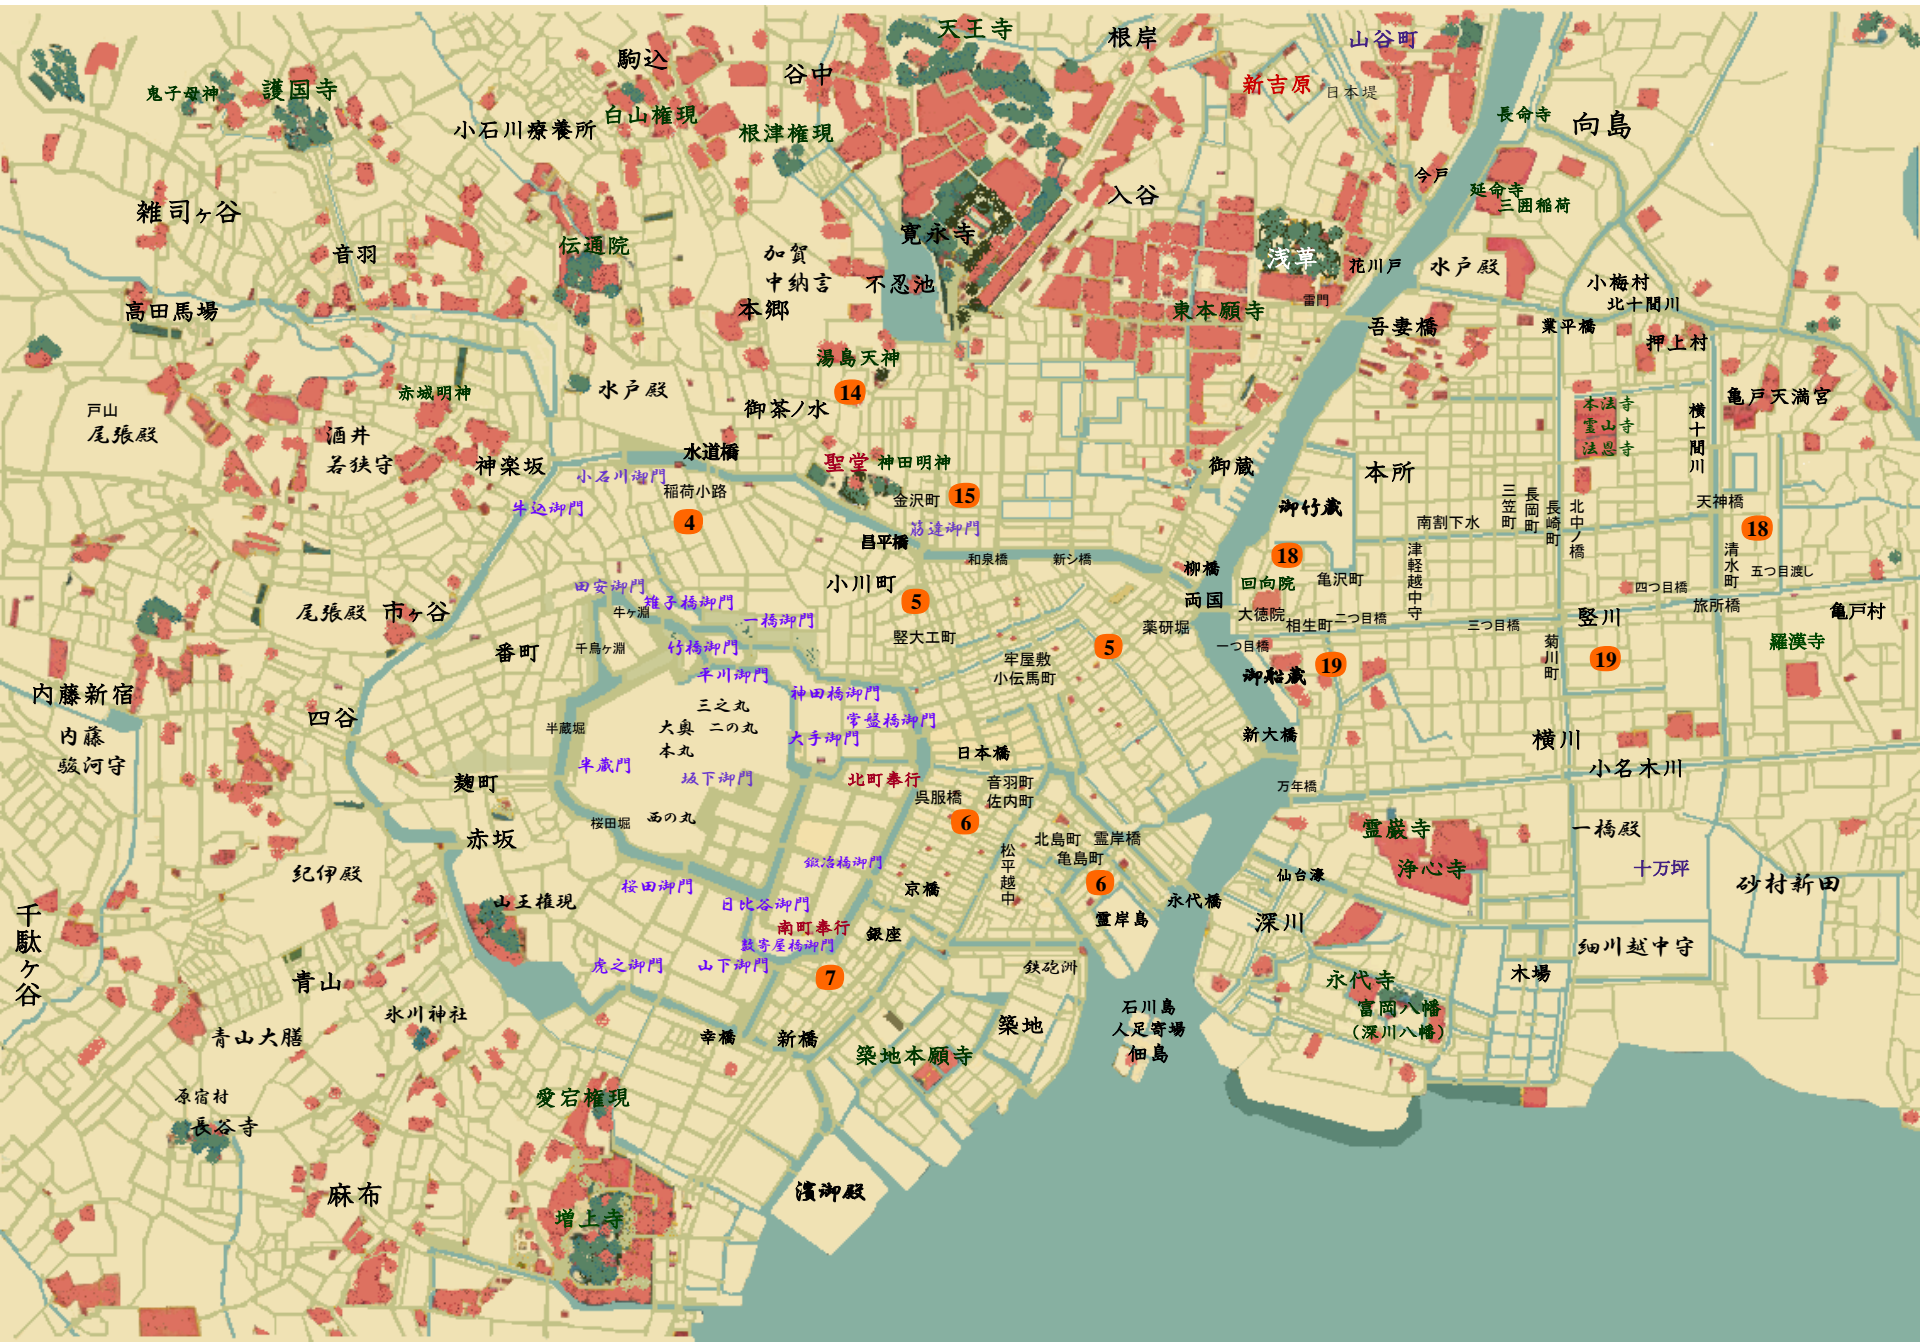 天王寺
根岸
山谷町
駒込
谷中
新吉原
日本堤
鬼子母神
護国寺
白山権現
根津権現
小石川療養所
長命寺
向島
今戸
延命寺
三囲稲荷
入谷
雑司ヶ谷
音羽
伝通院
加賀
中納言
寛永寺
不忍池
浅草
花川戸
水戸殿
小梅村
北十間川
高田馬場
本郷
東本願寺
雷門
吾妻橋
業平橋
押上村
湯島天神
14
水戸殿
赤城明神
御茶ノ水
戸山
尾張殿
酒井
若狭守
神楽坂
水道橋
聖堂
神田明神
御蔵
本所
本法寺
霊山寺
法恩寺
横十間川
亀戸天満宮
小石川御門
稲荷小路
4
牛込御門
金沢町
15
筋違御門
昌平橋
和泉橋
新シ橋
柳橋
両国
御竹蔵
18
回向院
亀沢町
大徳院
相生町
二つ目橋
南割下水
津軽越中守
三笠町
長岡町
長崎町
北中ノ橋
天神橋
18
清水町
五つ目渡し
四つ目橋
旅所橋
亀戸村
羅漢寺
三つ目橋
竪川
菊川町
19
尾張殿
市ヶ谷
田安御門
牛ヶ淵
雉子橋御門
一橋御門
小川町
5
竪大工町
薬研堀
一つ目橋
御船蔵
19
番町
千鳥ヶ淵
竹橋御門
平川御門
神田橋御門
常盤橋御門
大手御門
牢屋敷
小伝馬町
5
内藤新宿
内藤
駿河守
四谷
半蔵堀
半蔵門
三之丸
大奥 二の丸
本丸
坂下御門
北町奉行
日本橋
新大橋
横川
小名木川
麹町
呉服橋
6
音羽町
佐内町
万年橋
赤坂
桜田堀
西の丸
鍛冶橋御門
松平越中
北島町
霊岸橋
亀島町
6
霊巌寺
浄心寺
一橋殿
十万坪
砂村新田
紀伊殿
山王権現
桜田御門
日比谷御門
南町奉行
数寄屋橋御門
京橋
銀座
霊岸島
永代橋
仙台濠
深川
細川越中守
千駄ヶ谷
青山
虎之御門
山下御門
7
鉄砲洲
永代寺
富岡八幡
(深川八幡)
木場
青山大膳
氷川神社
幸橋
新橋
築地
築地本願寺
石川島
人足寄場
佃島
原宿村
長谷寺
愛宕権現
麻布
増上寺
濱御殿